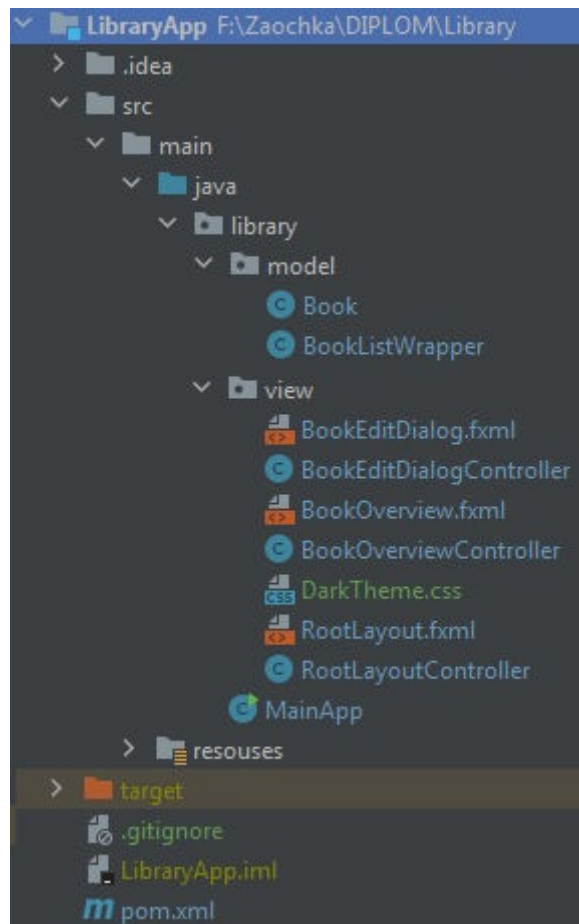 LibraryApp F:\Zaochka\DIPLOM\Library
.idea
src
main
java
library
model
Book
BookListWrapper
view
BookEditDialog.fxml
BookEditDialogController
BookOverview.fxml
BookOverviewController
DarkTheme.css
RootLayout.fxml
RootLayoutController
MainApp
resouses
target
.gitignore
LibraryApp.iml
pom.xml